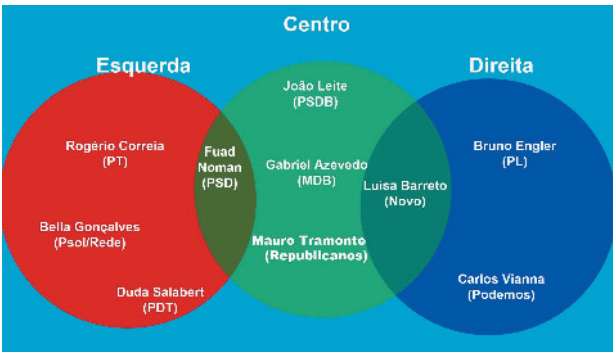 Centro
Esquerda
Direita
João Leite
(PSDB)
Rogério Correia
(PT)
Fuad
Noman
(PSD)
Gabriel Azevedo
(MDB)
Luisa Barreto
(Novo)
Bruno Engler
(PL)
Bella Gonçalves
(Psol/Rede)
Mauro Tramonto
(Republicanos)
Duda Salabert
(PDT)
Carlos Vianna
(Podemos)